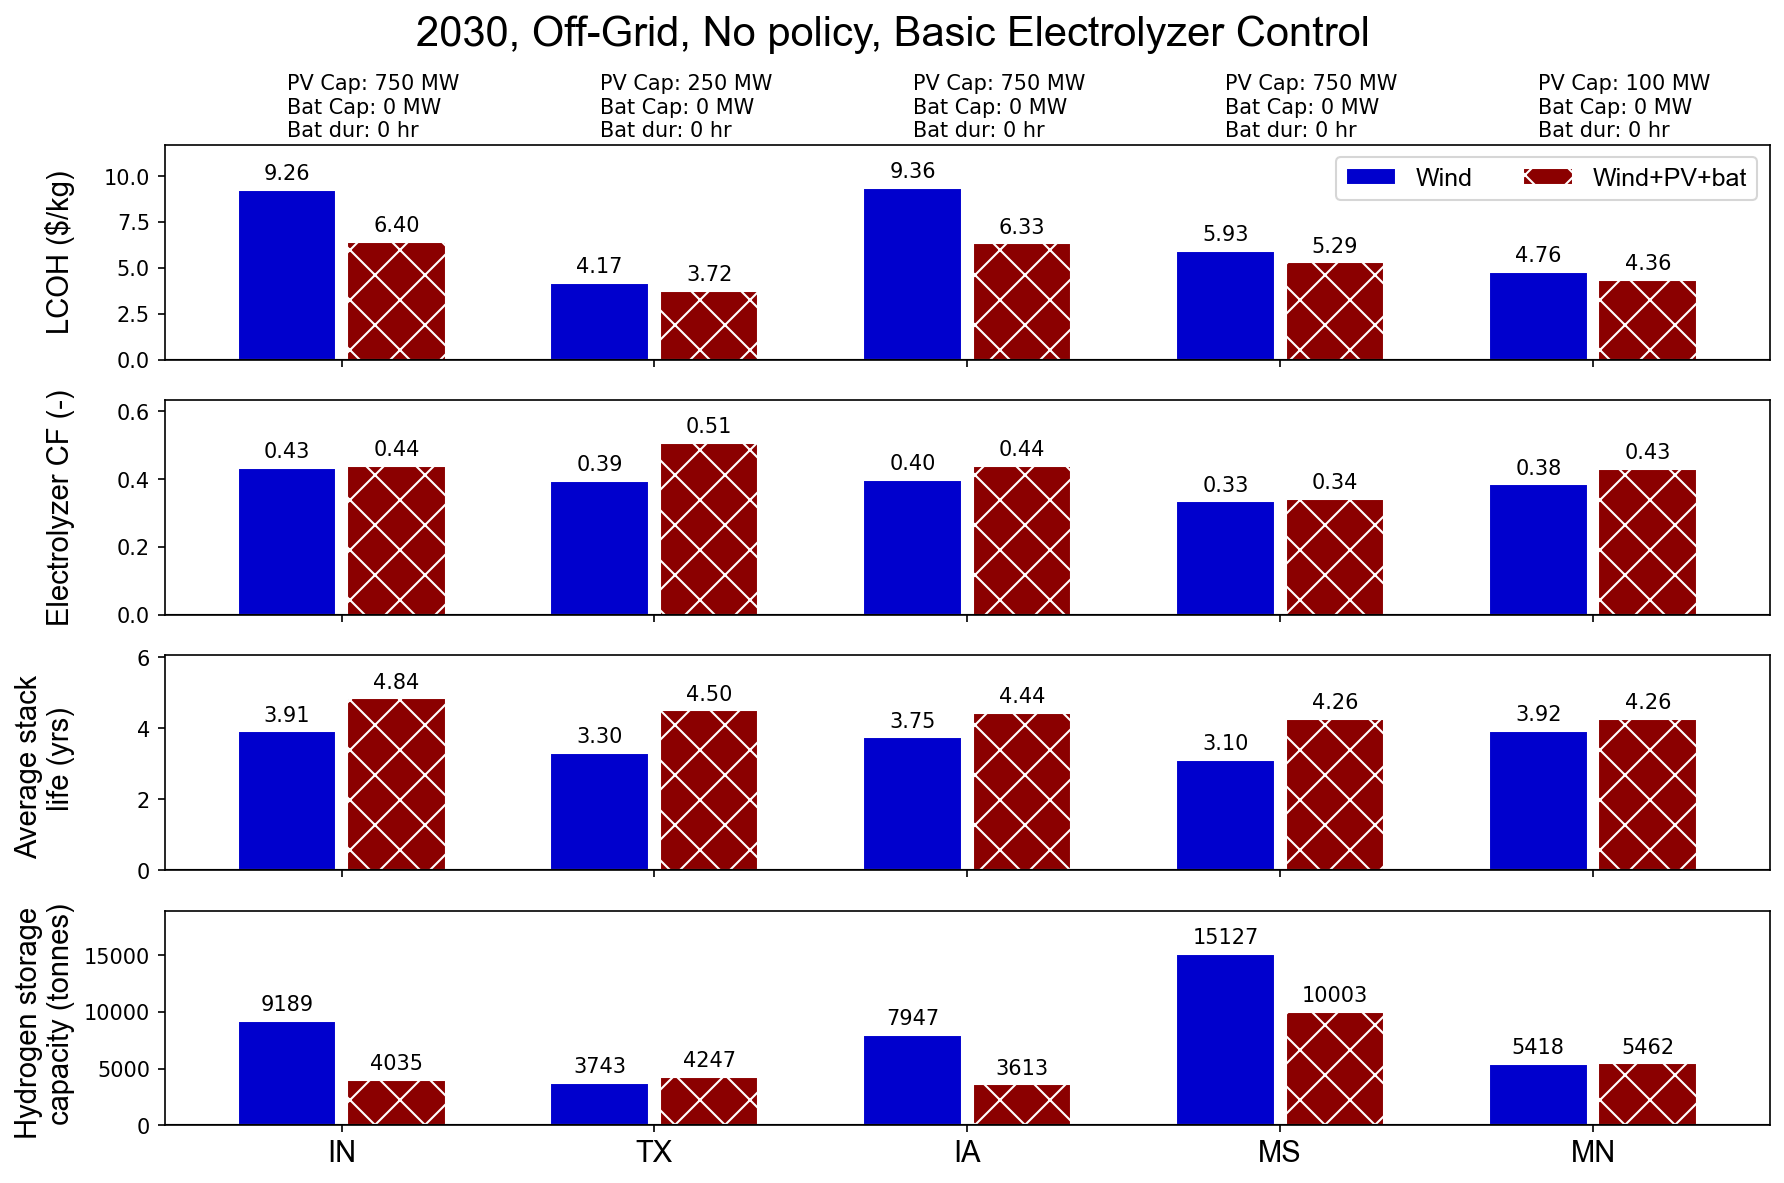 2030, Off-Grid, No policy, Basic Electrolyzer Control
PV Cap: 750 MW
Bat Cap: 0 MW
Bat dur: 0 hr
PV Cap: 250 MW
Bat Cap: 0 MW
Bat dur: 0 hr
PV Cap: 750 MW
Bat Cap: 0 MW
Bat dur: 0 hr
PV Cap: 750 MW
Bat Cap: 0 MW
Bat dur: 0 hr
PV Cap: 100 MW
Bat Cap: 0 MW
Bat dur: 0 hr
LCOH ($/kg)
10.0
7.5
5.0
2.5
0.0
Wind
Wind+PV+bat
9.26
6.40
4.17
3.72
9.36
6.33
5.93
5.29
4.76
4.36
Electrolyzer CF (-)
0.6
0.4
0.2
0.0
0.43
0.44
0.39
0.51
0.40
0.44
0.33
0.34
0.38
0.43
Average stack
life (yrs)
6
4
2
0
3.91
4.84
3.30
4.50
3.75
4.44
3.10
4.26
3.92
4.26
Hydrogen storage
capacity (tonnes)
15000
10000
5000
0
9189
4035
3743
4247
7947
3613
15127
10003
5418
5462
IN
TX
IA
MS
MN